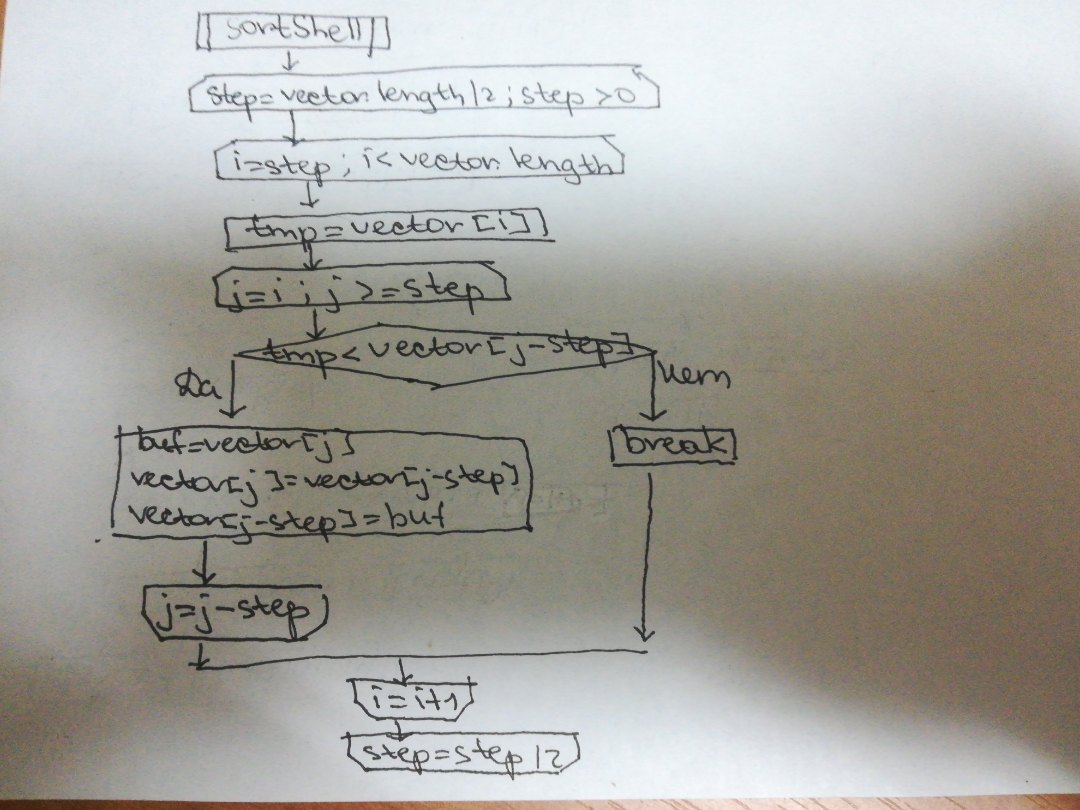 sortShell
step=vector.length/2; step >0
i=step; i< vector.length
tmp=vector[i]
j=i; j >=step
tmp< vector[j-step]
Да
нет
buf=vector[j]
vector[j]=vector[j-step]
vector[j-step]=buf
break
j=j-step
i=i+1
step=step/2